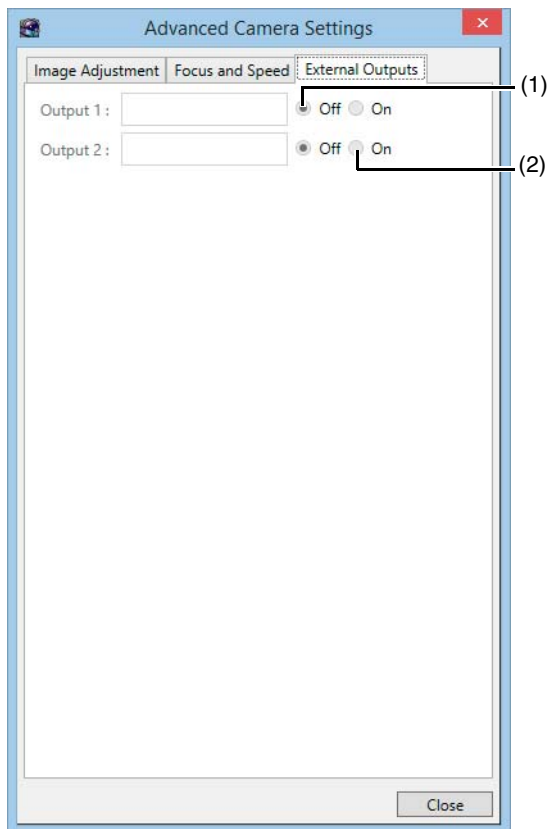 Advanced Camera Settings
Image Adjustment Focus and Speed External Outputs
(1)
Output 1 : Off On
Output 2 : Off On
(2)
Close